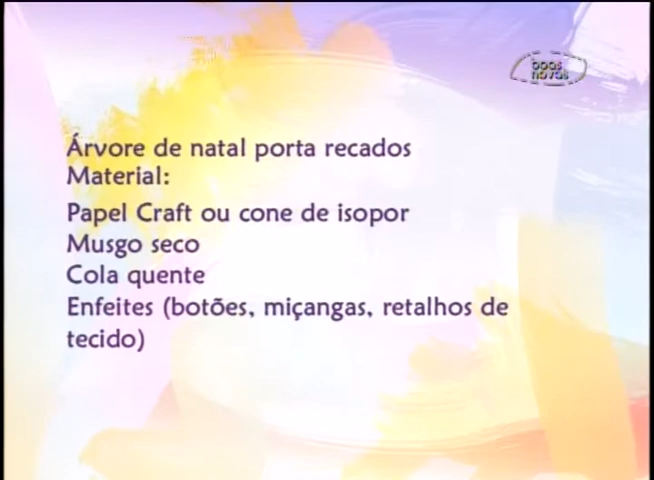 boas
novas
Árvore de natal porta recados
Material:
Papel Craft ou cone de isopor
Musgo seco
Cola quente
Enfeites (botões, miçangas, retalhos de
tecido)